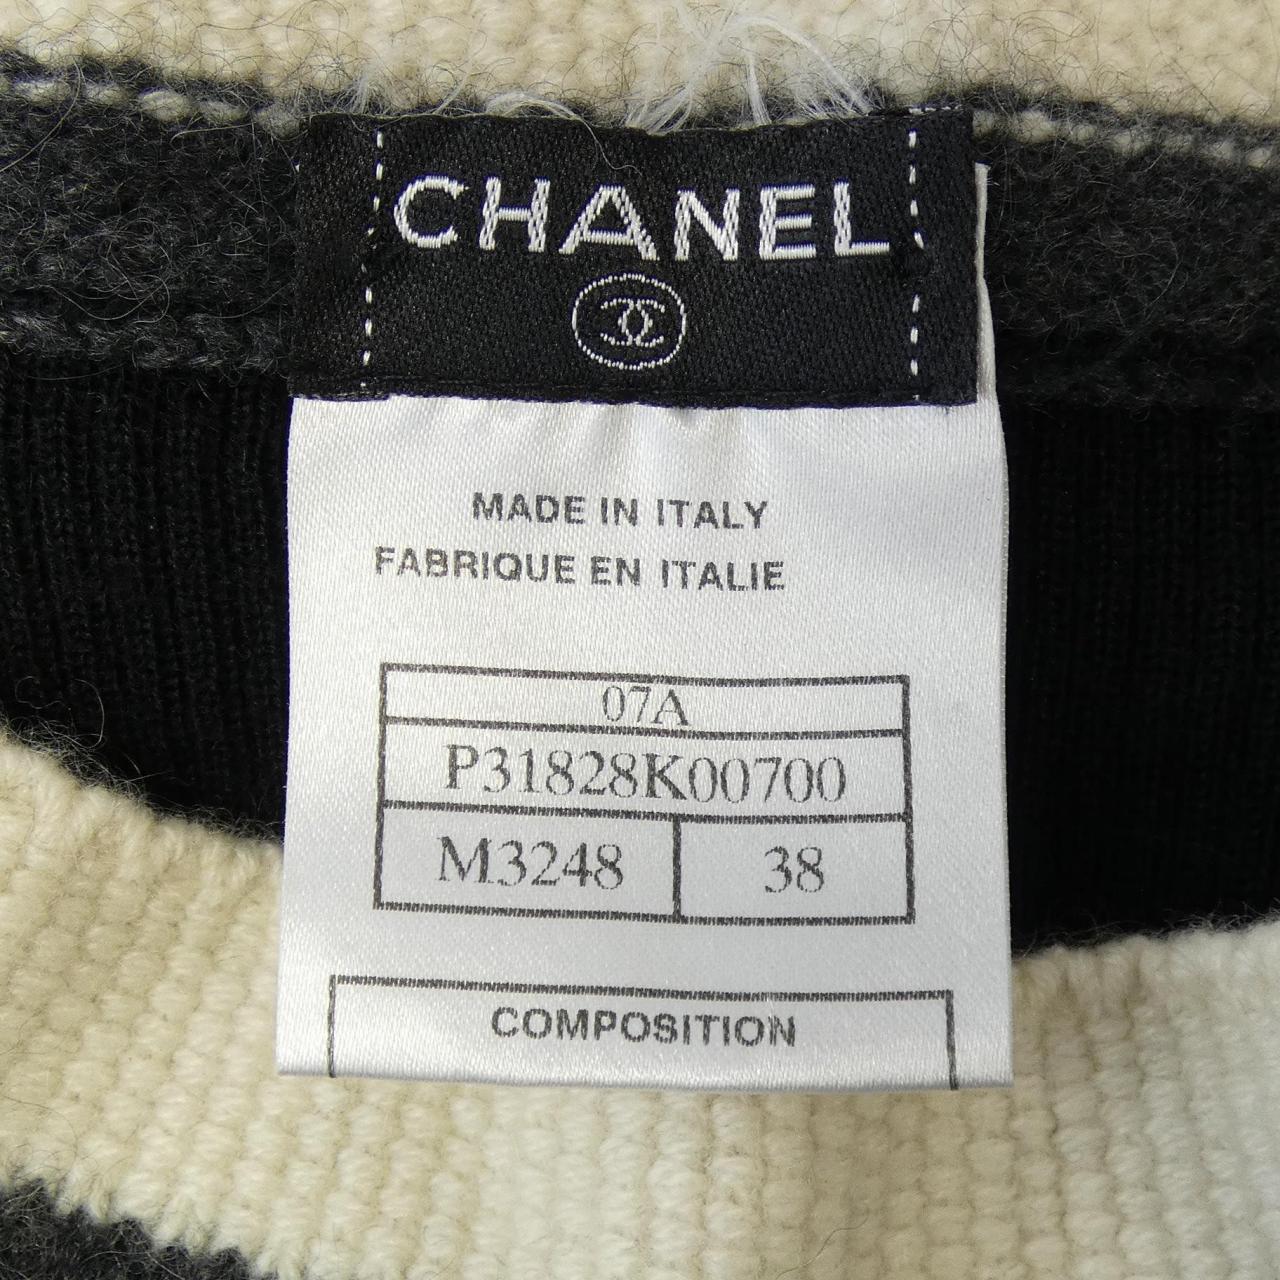 CHANEL
MADE IN ITALY
FABRIQUE EN ITALIE
07A
P31828K00700
M3248 38
COMPOSITION